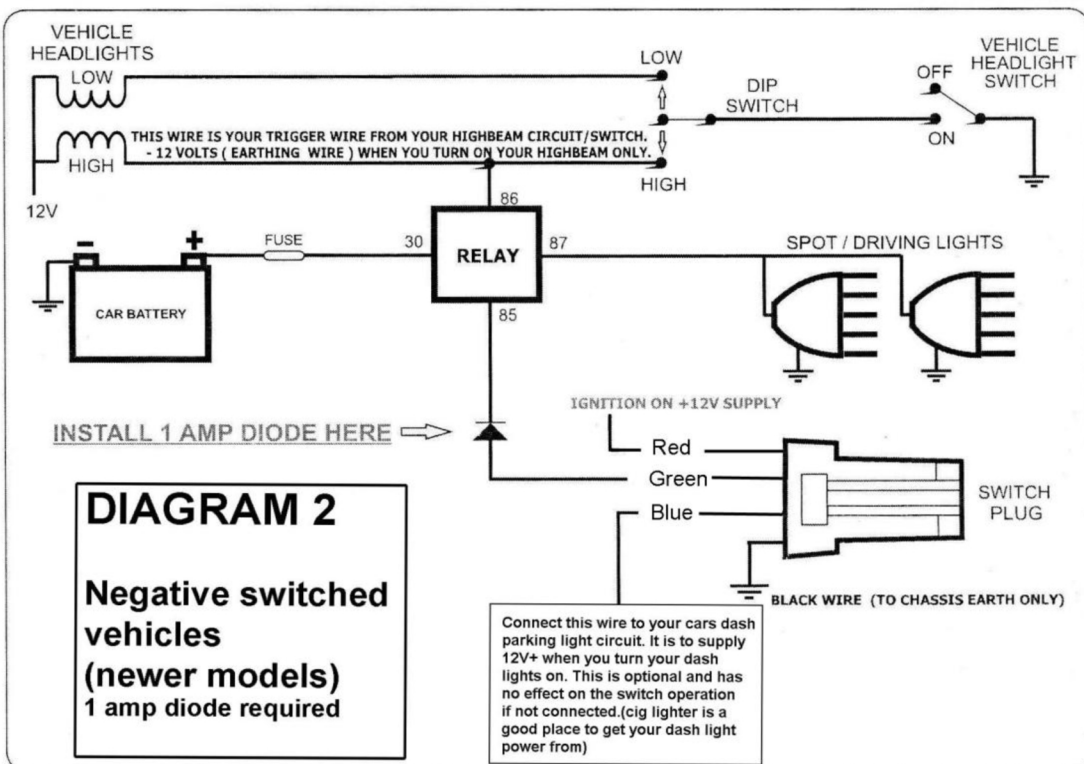 VEHICLE
HEADLIGHTS
LOW
HIGH
12V
LOW
DIP
SWITCH
HIGH
OFF
ON
VEHICLE
HEADLIGHT
SWITCH
THIS WIRE IS YOUR TRIGGER WIRE FROM YOUR HIGHBEAM CIRCUIT/SWITCH.
- 12 VOLTS ( EARTHING WIRE ) WHEN YOU TURN ON YOUR HIGHBEAM ONLY.
- +
CAR BATTERY
FUSE
30
86
RELAY
87
85
SPOT / DRIVING LIGHTS
INSTALL 1 AMP DIODE HERE
IGNITION ON +12V SUPPLY
Red
Green
Blue
SWITCH
PLUG
BLACK WIRE (TO CHASSIS EARTH ONLY)
DIAGRAM 2
Negative switched
vehicles
(newer models)
1 amp diode required
Connect this wire to your cars dash
parking light circuit. It is to supply
12V+ when you turn your dash
lights on. This is optional and has
no effect on the switch operation
if not connected.(cig lighter is a
good place to get your dash light
power from)